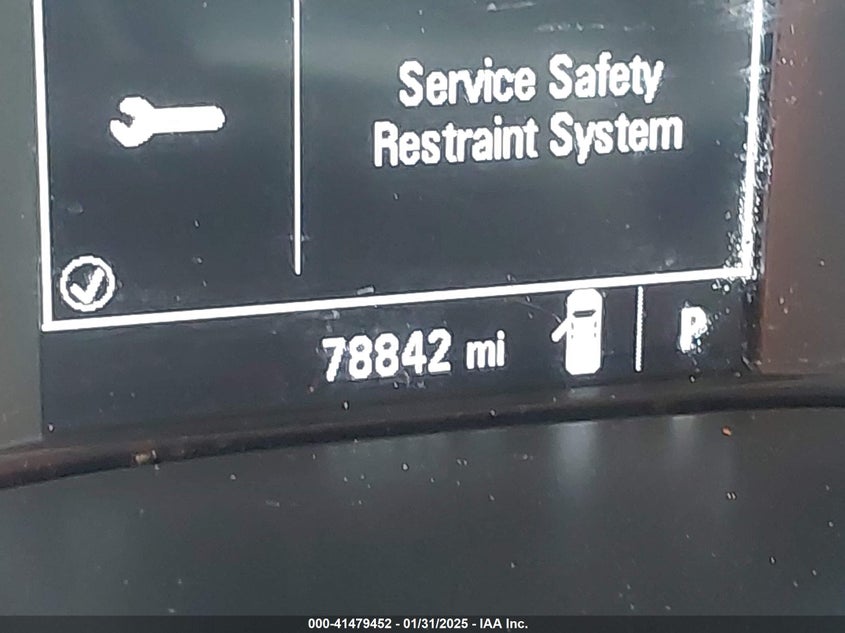 Service Safety
Restraint System
78842 mi
P
000-41479452 - 01/31/2025 - IAA Inc.